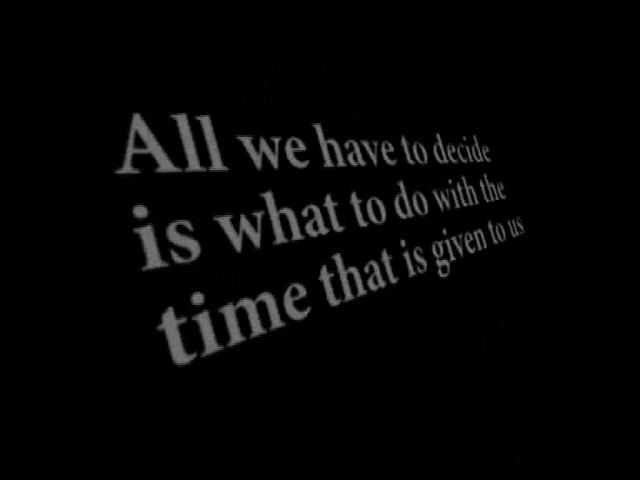 All we have to decide
is what to do with the
time that is given to us